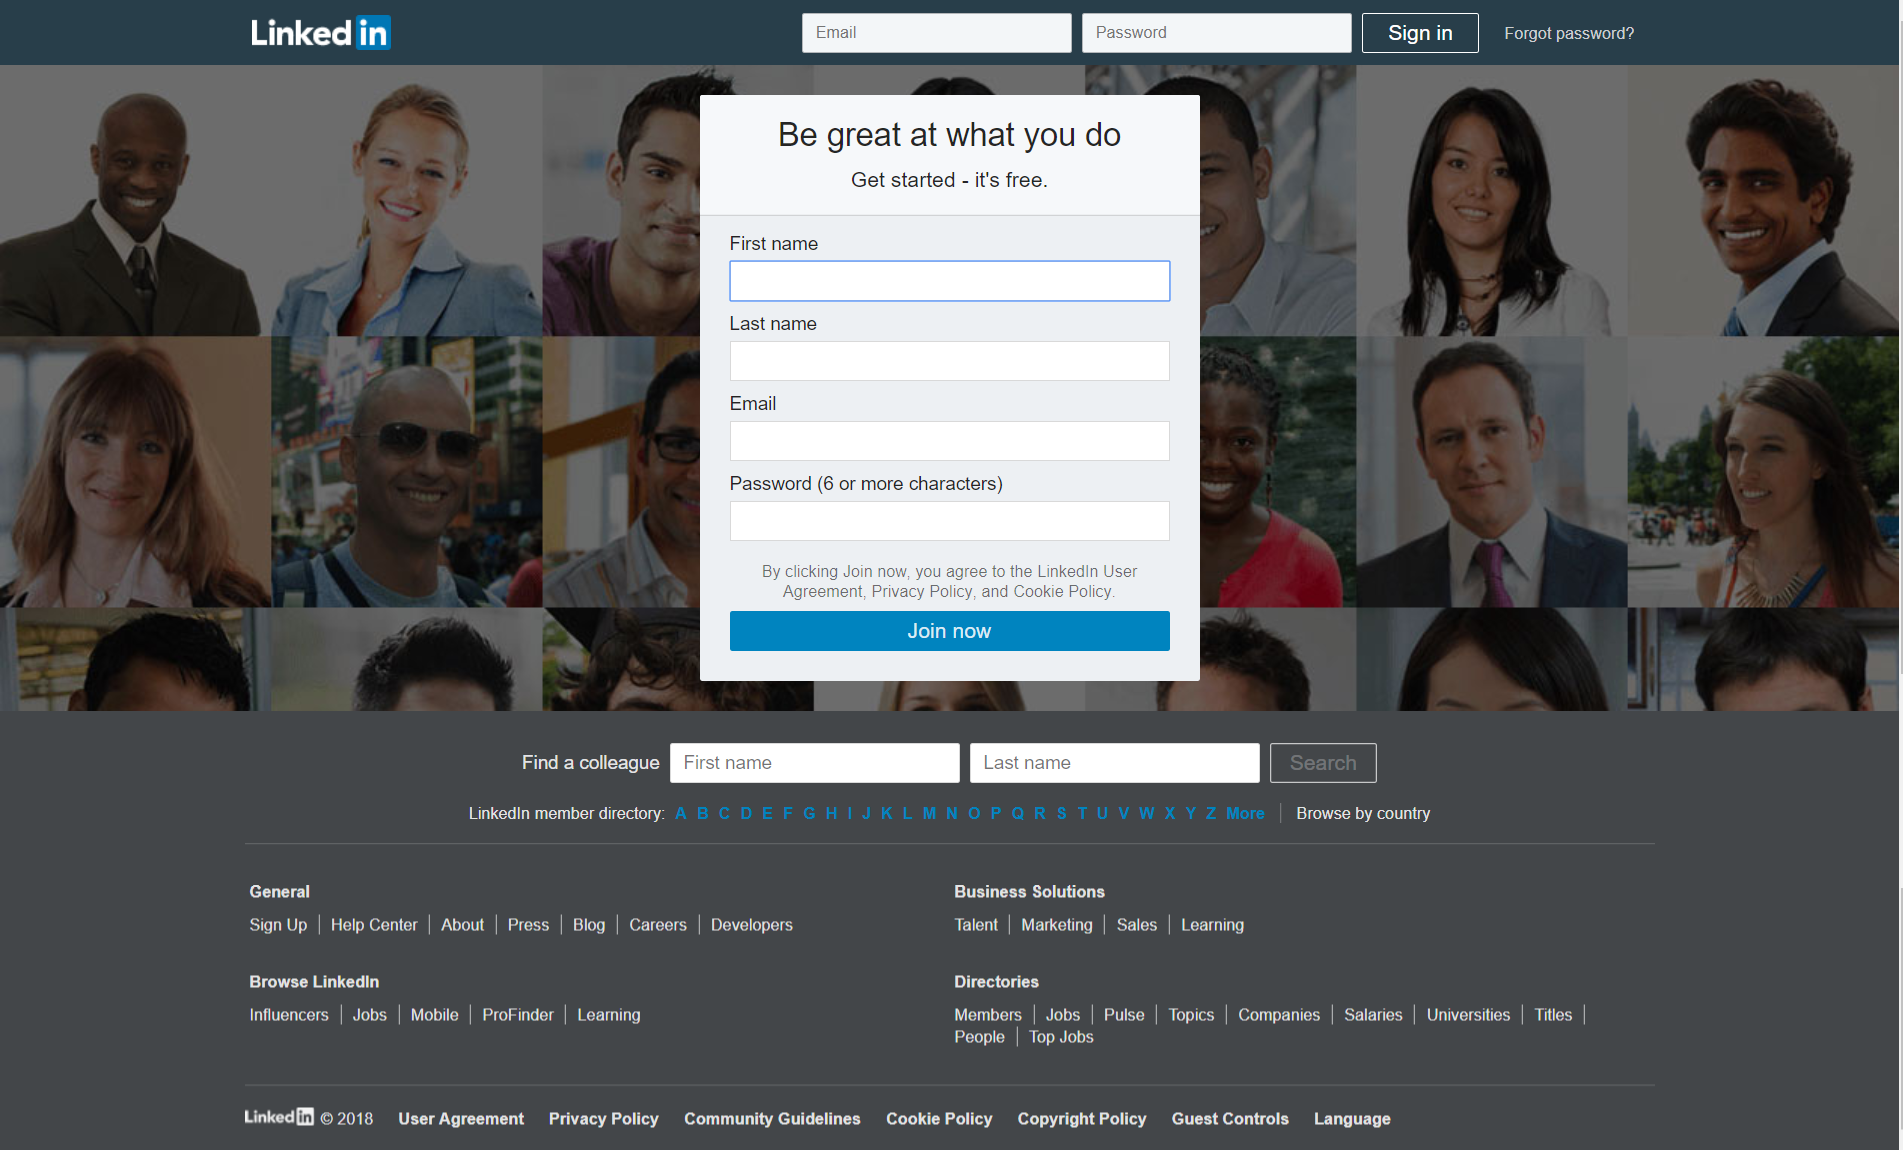 Linked in
Email
Password
Sign in
Forgot password?
Be great at what you do
Get started - it's free.
First name
Last name
Email
Password (6 or more characters)
By clicking Join now, you agree to the LinkedIn User
Agreement, Privacy Policy, and Cookie Policy.
Join now
Find a colleague First name Last name Search
LinkedIn member directory: A B C D E F G H I J K L M N O P Q R S T U V W X Y Z More Browse by country
General
Sign Up Help Center About Press Blog Careers Developers
Business Solutions
Talent Marketing Sales Learning
Browse LinkedIn
Influencers Jobs Mobile ProFinder Learning
Directories
Members Jobs Pulse Topics Companies Salaries Universities Titles
People Top Jobs
Linked in © 2018 User Agreement Privacy Policy Community Guidelines Cookie Policy Copyright Policy Guest Controls Language